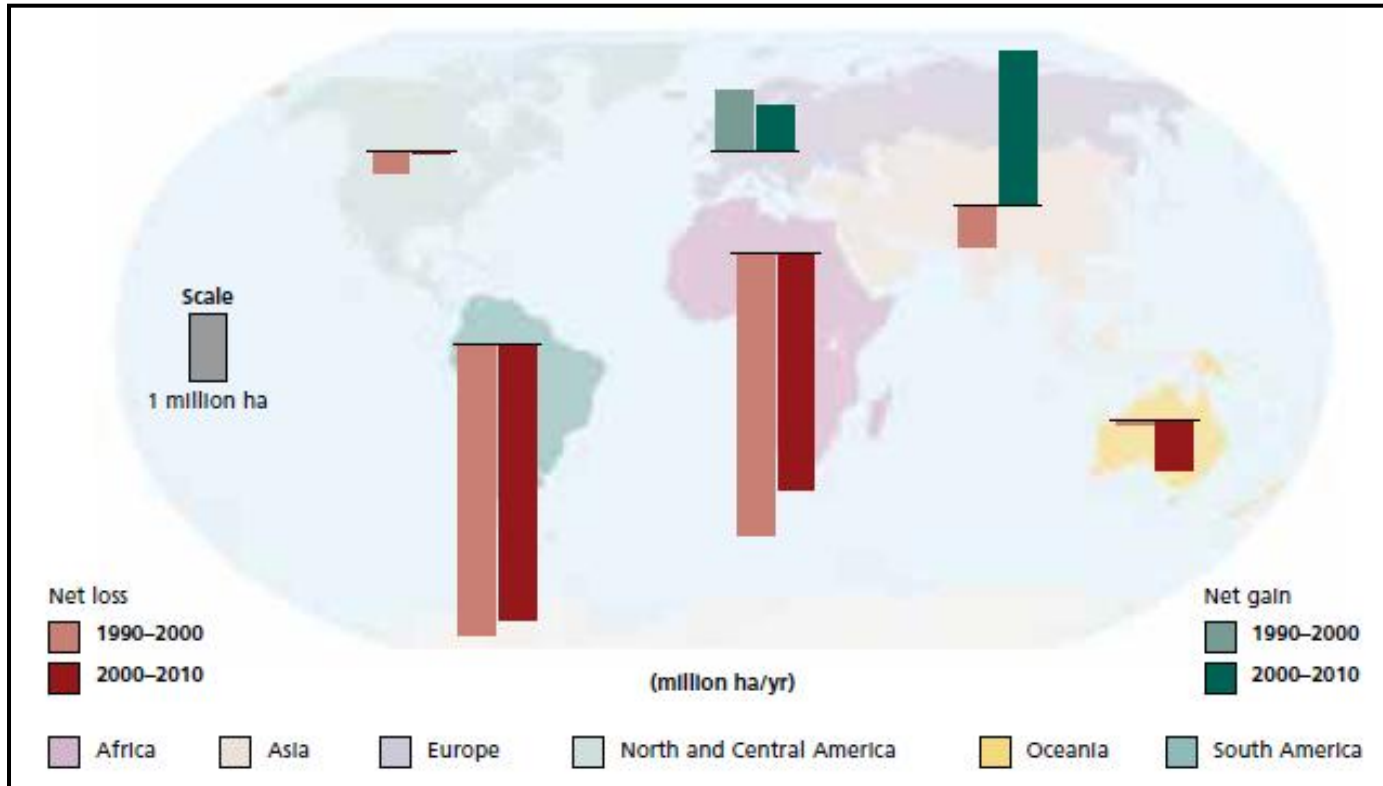 Scale
1 million ha
Net loss
1990–2000
2000–2010
(million ha/yr)
Net gain
1990–2000
2000–2010
Africa
Asia
Europe
North and Central America
Oceania
South America